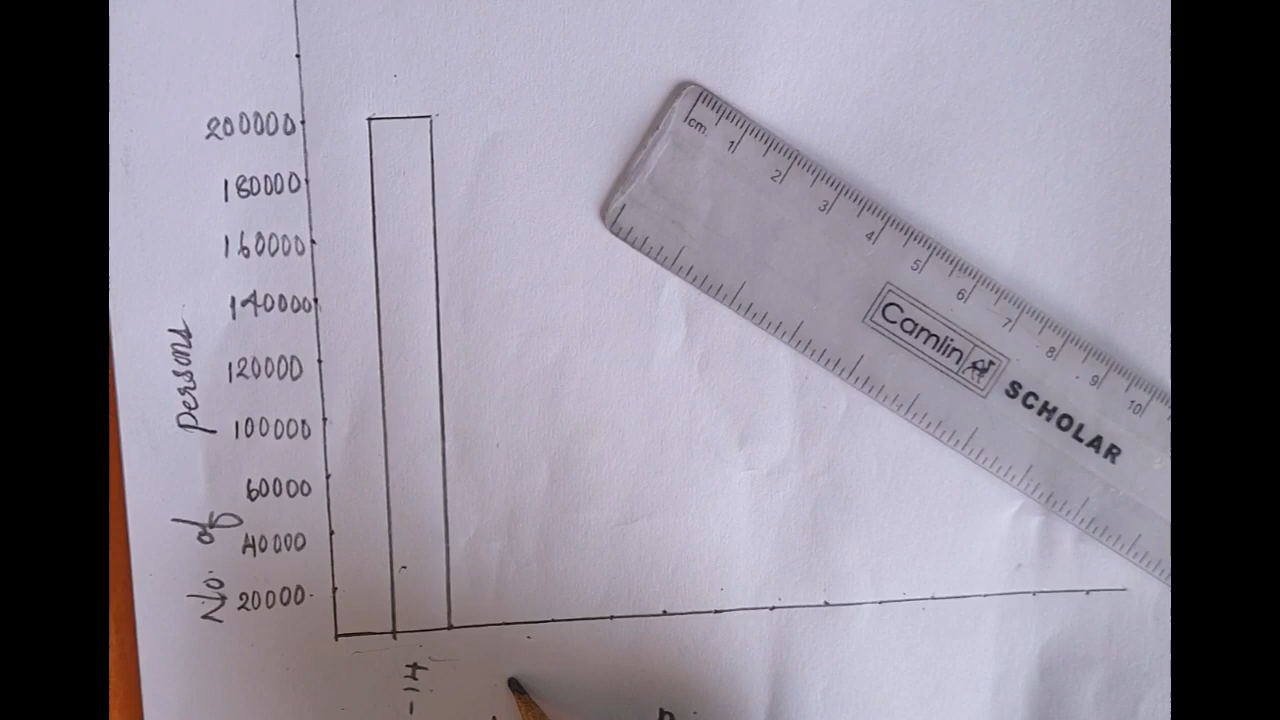 200000
180000
160000
140000
120000
100000
60000
40000
20000
No. of persons
cm. 1 2 3 4 5 6 7 8 9 10
Camlin
SCHOLAR